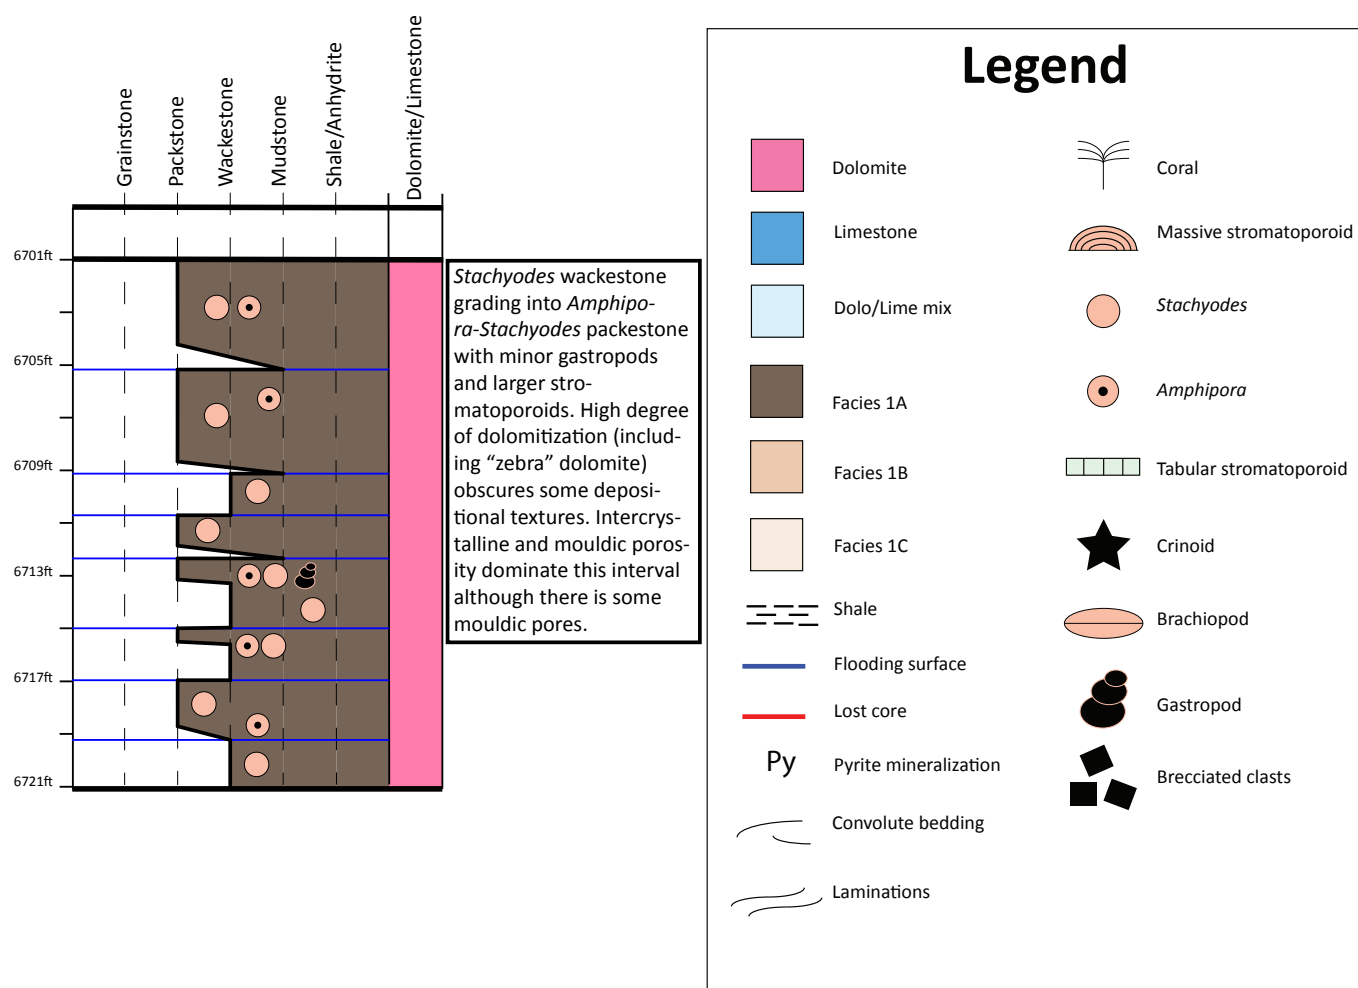 Grainstone
Packstone
Wackestone
Mudstone
Shale/Anhydrite
Dolomite/Limestone
6701ft
6705ft
6709ft
6713ft
6717ft
6721ft
Stachyodes wackestone
grading into Amphipo-
ra-Stachyodes packestone
with minor gastropods
and larger stro-
matoporoids. High degree
of dolomitization (includ-
ing “zebra” dolomite)
obscures some deposi-
tional textures. Intercrys-
talline and mouldic poros-
ity dominate this interval
although there is some
mouldic pores.
Legend
Dolomite
Limestone
Dolo/Lime mix
Facies 1A
Facies 1B
Facies 1C
Shale
Flooding surface
Lost core
Py Pyrite mineralization
Convolute bedding
Laminations
Coral
Massive stromatoporoid
Stachyodes
Amphipora
Tabular stromatoporoid
Crinoid
Brachiopod
Gastropod
Brecciated clasts